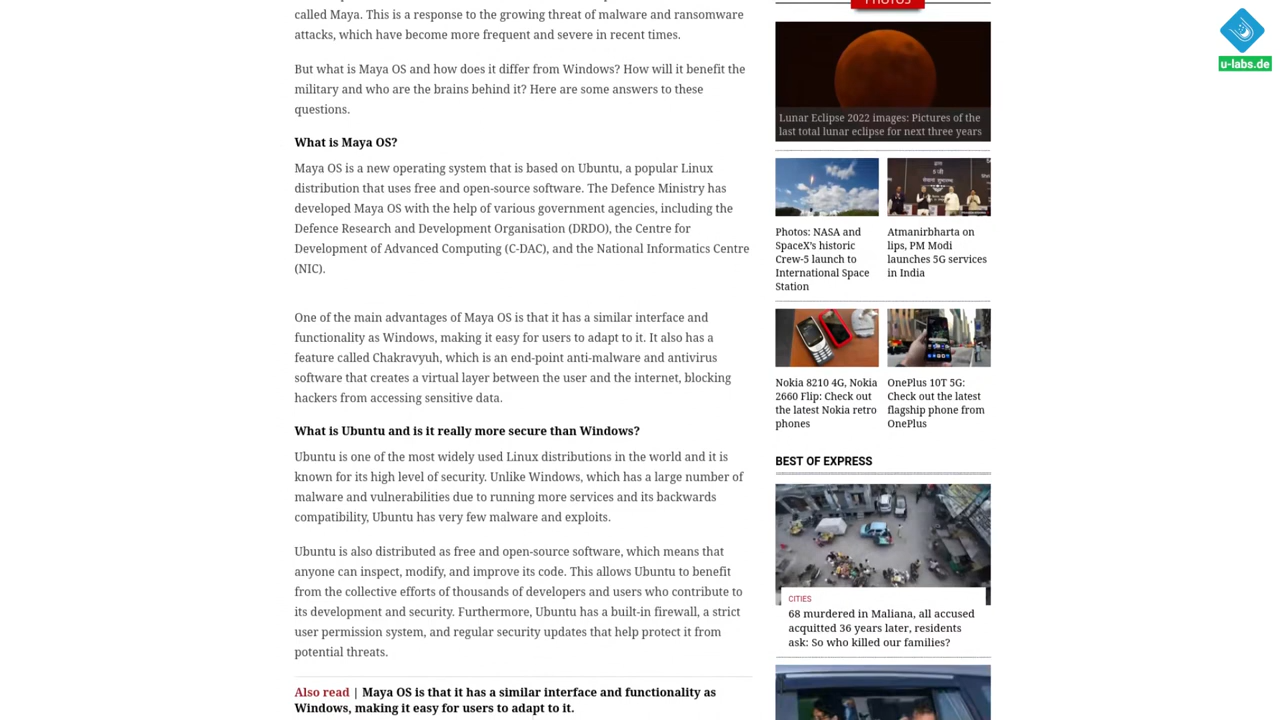 called Maya. This is a response to the growing threat of malware and ransomware
attacks, which have become more frequent and severe in recent times.
But what is Maya OS and how does it differ from Windows? How will it benefit the
military and who are the brains behind it? Here are some answers to these
questions.
What is Maya OS?
Maya OS is a new operating system that is based on Ubuntu, a popular Linux
distribution that uses free and open-source software. The Defence Ministry has
developed Maya OS with the help of various government agencies, including the
Defence Research and Development Organisation (DRDO), the Centre for
Development of Advanced Computing (C-DAC), and the National Informatics Centre
(NIC).
One of the main advantages of Maya OS is that it has a similar interface and
functionality as Windows, making it easy for users to adapt to it. It also has a
feature called Chakravyuh, which is an end-point anti-malware and antivirus
software that creates a virtual layer between the user and the internet, blocking
hackers from accessing sensitive data.
What is Ubuntu and is it really more secure than Windows?
Ubuntu is one of the most widely used Linux distributions in the world and it is
known for its high level of security. Unlike Windows, which has a large number of
malware and vulnerabilities due to running more services and its backwards
compatibility, Ubuntu has very few malware and exploits.
Ubuntu is also distributed as free and open-source software, which means that
anyone can inspect, modify, and improve its code. This allows Ubuntu to benefit
from the collective efforts of thousands of developers and users who contribute to
its development and security. Furthermore, Ubuntu has a built-in firewall, a strict
user permission system, and regular security updates that help protect it from
potential threats.
Also read | Maya OS is that it has a similar interface and functionality as
Windows, making it easy for users to adapt to it.
PHOTOS
Lunar Eclipse 2022 images: Pictures of the
last total lunar eclipse for next three years
Photos: NASA and
SpaceX's historic
Crew-5 launch to
International Space
Station
Atmanirbharta on
lips, PM Modi
launches 5G services
in India
Nokia 8210 4G, Nokia
2660 Flip: Check out
the latest Nokia retro
phones
OnePlus 10T 5G:
Check out the latest
flagship phone from
OnePlus
BEST OF EXPRESS
CITIES
68 murdered in Maliana, all accused
acquitted 36 years later, residents
ask: So who killed our families?
u-labs.de